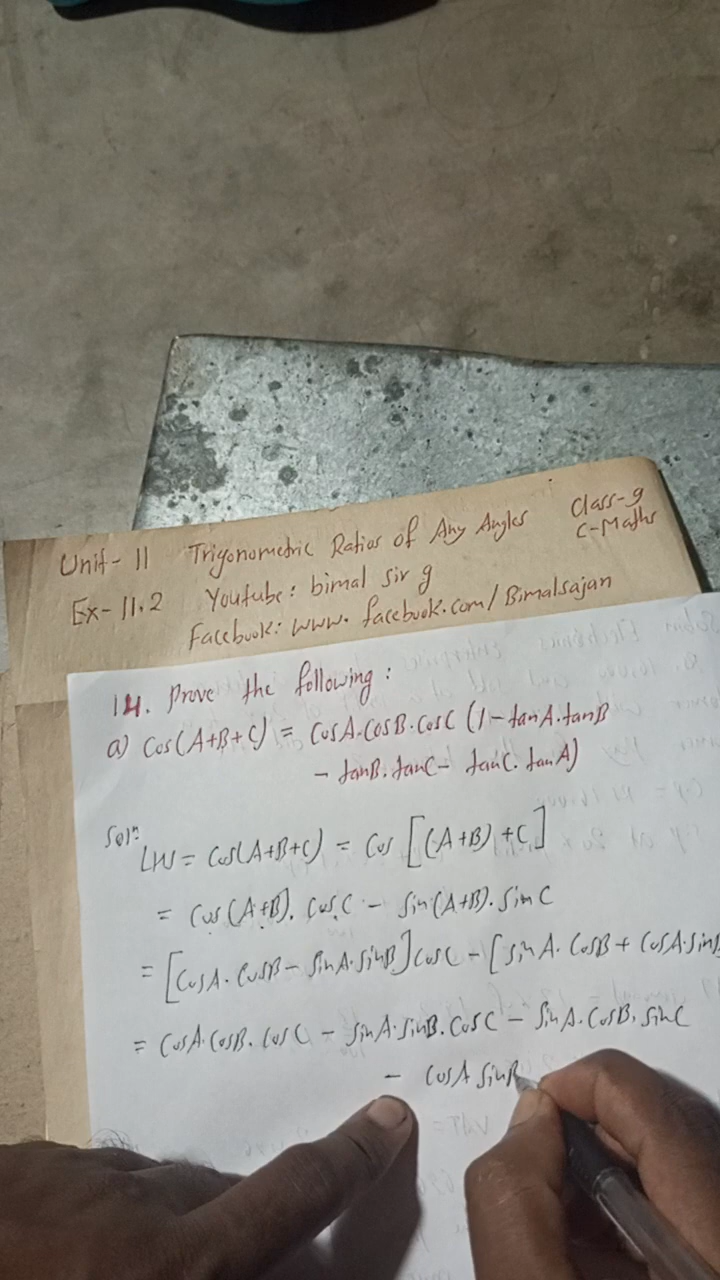 Unit- 11 Trigonometric Ratios of Any Angles Class-9
C-Maths
Ex- 11.2 Youtube: bimal sir g
Facebook: www. facebook.com/Bimalsajan
14. Prove the following:
a) Cos(A+B+C) = CosA.CosB.CosC (1-tanA.tanB
- tanB.tanC- tanC.tanA)
Solⁿ
LHS = Cos(A+B+C) = Cos [(A+B)+C]
= Cos(A+B). CosC - Sin(A+B).SinC
= [CosA.CosB- SinA.SinB]CosC - [SinA.CosB + CosA.SinB
= CosA.CosB.CosC - SinA.SinB.CosC - SinA.CosB.SinC
- CosA SinB